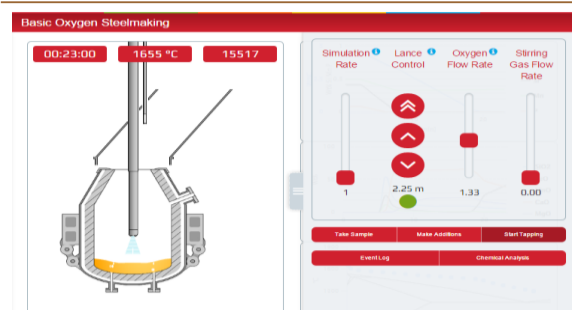 Basic Oxygen Steelmaking
00:23:00 1655 °C 15517
Simulation Rate
Lance Control
Oxygen Flow Rate
Stirring Gas Flow Rate
1
2.25 m
1.33
0.00
Take Sample Make Additions Start Tapping
Event Log Chemical Analysis